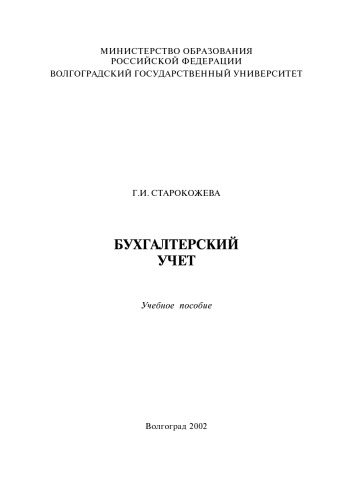 МИНИСТЕРСТВО ОБРАЗОВАНИЯ
РОССИЙСКОЙ ФЕДЕРАЦИИ
ВОЛГОГРАДСКИЙ ГОСУДАРСТВЕННЫЙ УНИВЕРСИТЕТ
Г.И. СТАРОКОЖЕВА
БУХГАЛТЕРСКИЙ
УЧЕТ
Учебное пособие
Волгоград 2002